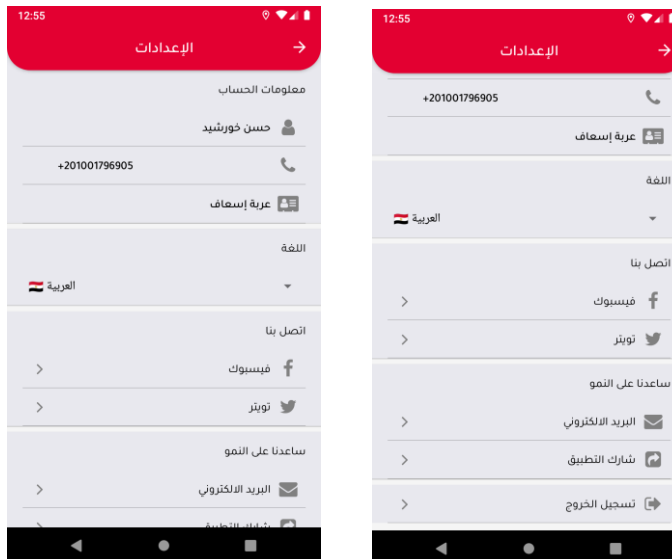 12:55
الإعدادات
معلومات الحساب
حسن خورشيد
+201001796905
عربة إسعاف
اللغة
العربية
اتصل بنا
فيسبوك
تويتر
ساعدنا على النمو
البريد الالكتروني
شارك التطبيق
12:55
الإعدادات
+201001796905
عربة إسعاف
اللغة
العربية
اتصل بنا
فيسبوك
تويتر
ساعدنا على النمو
البريد الالكتروني
شارك التطبيق
تسجيل الخروج